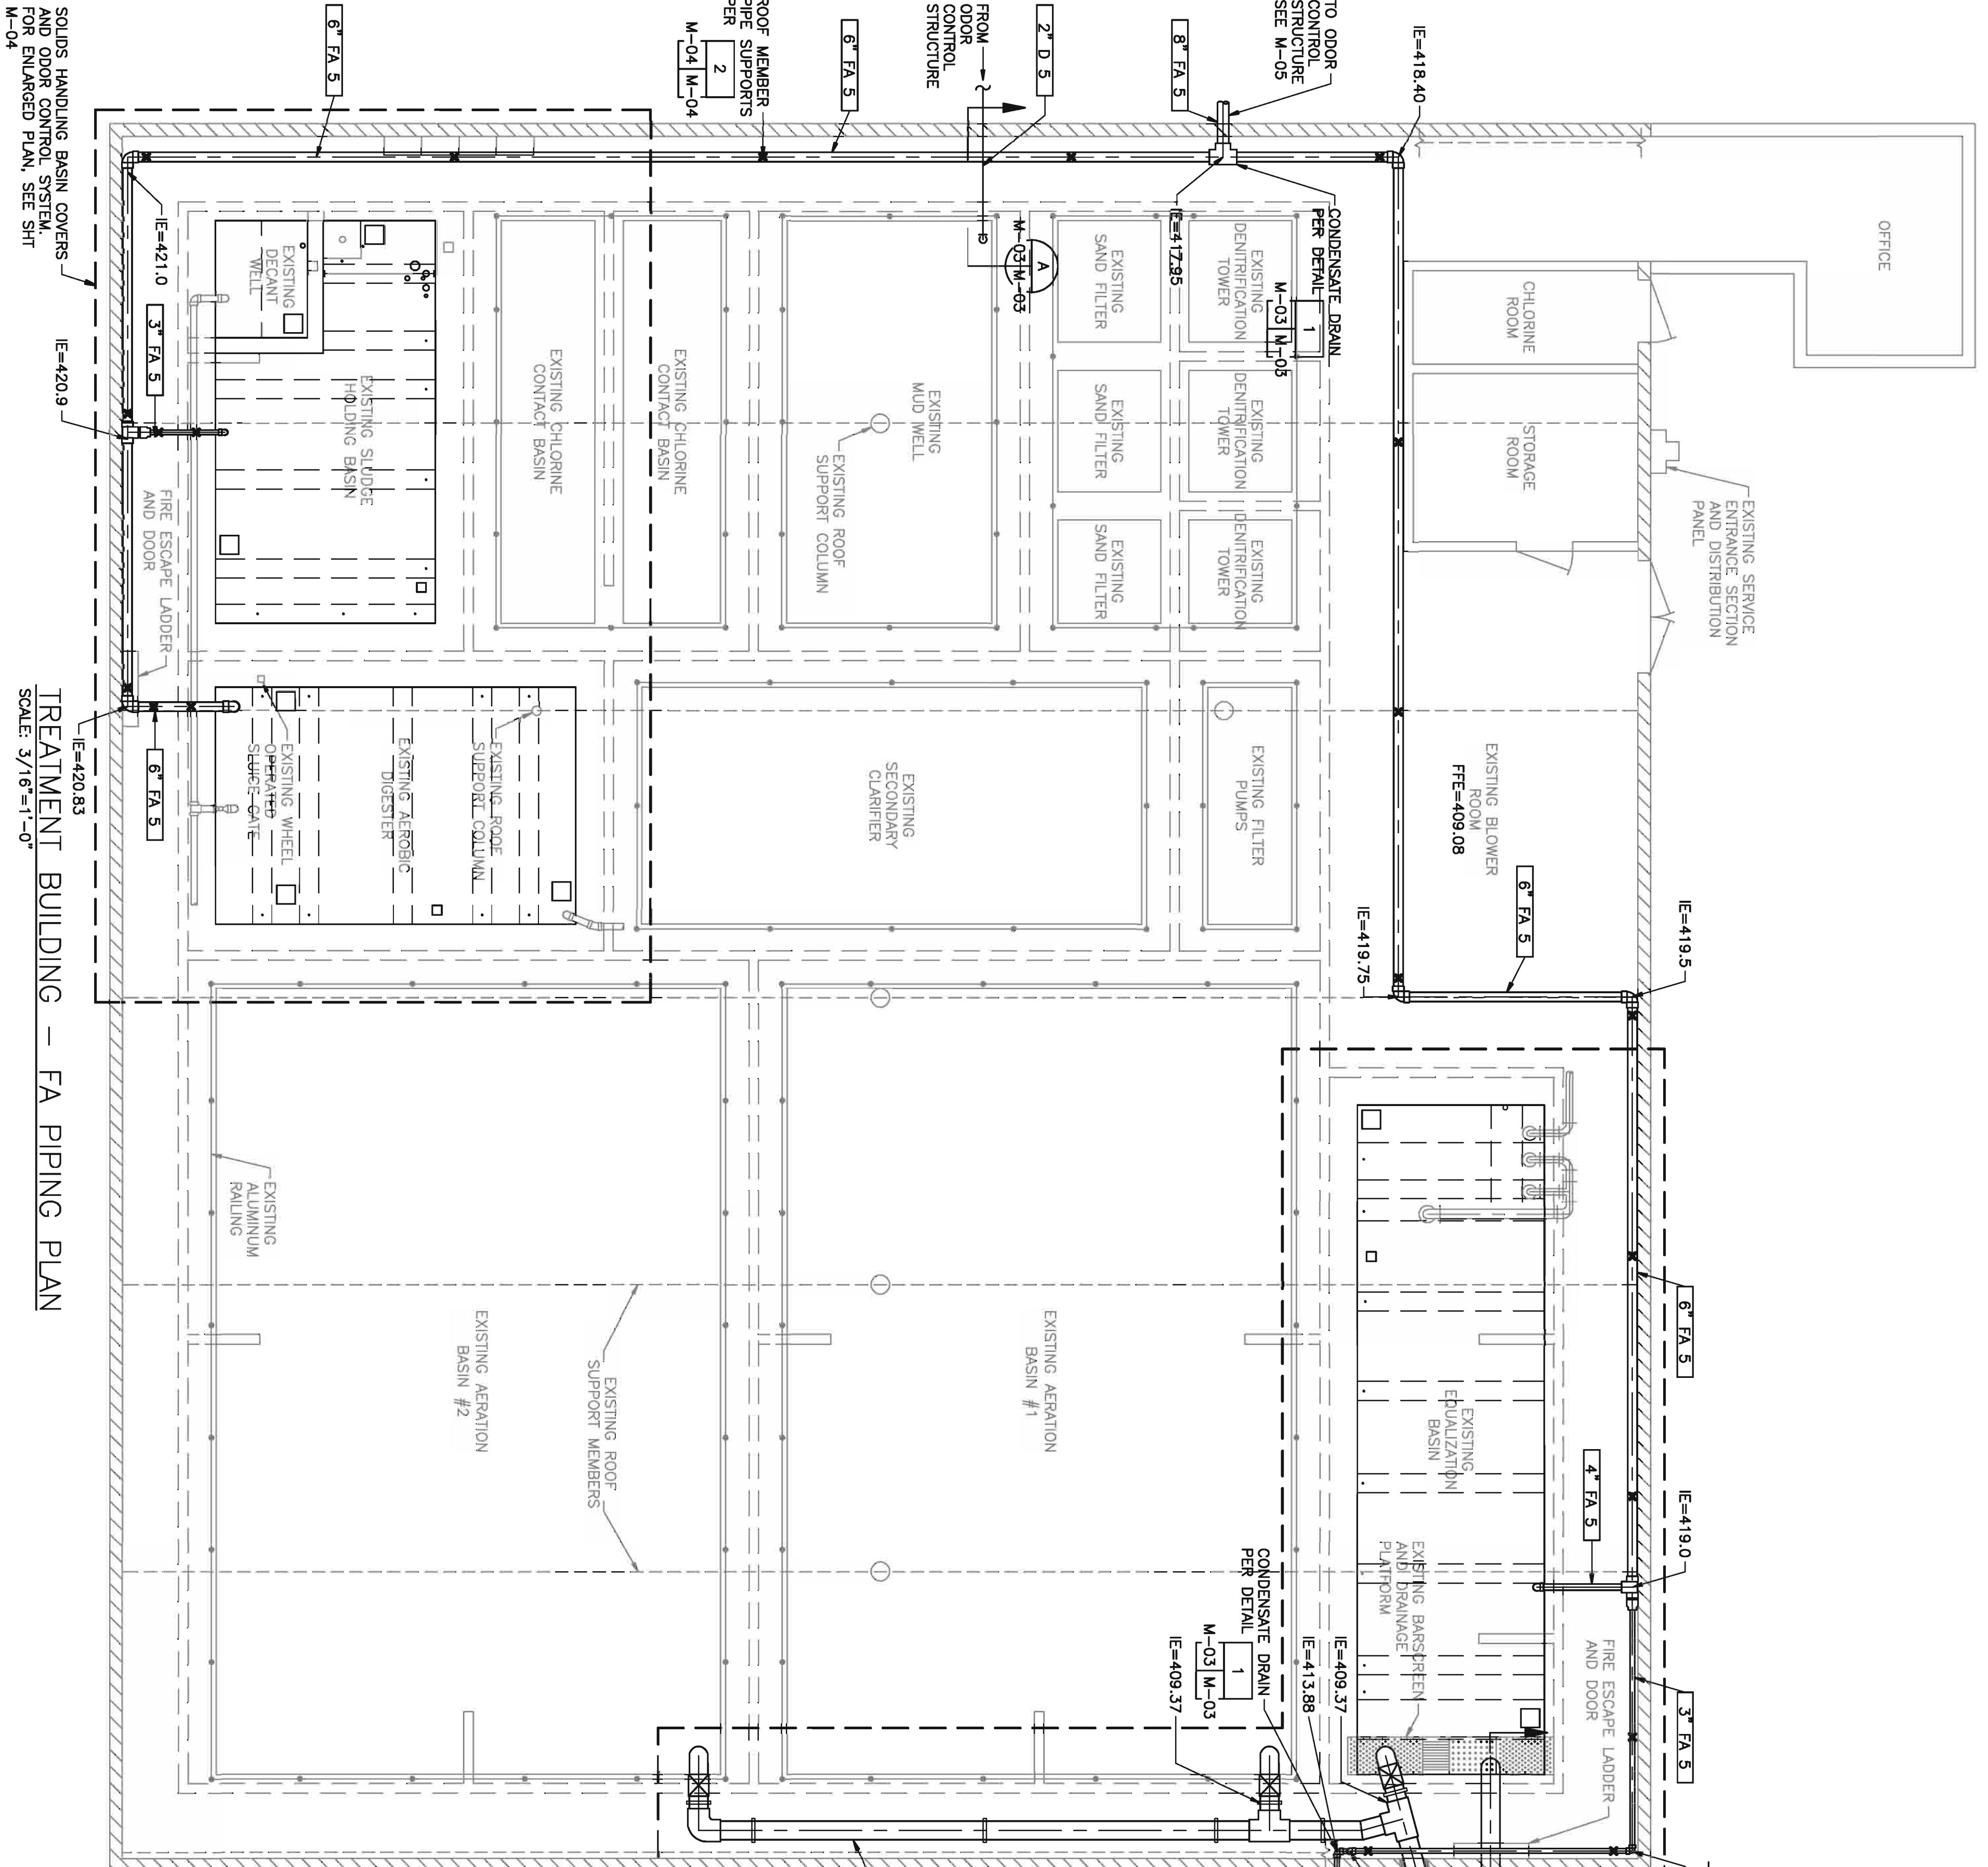 OFFICE
EXISTING SERVICE
ENTRANCE SECTION
AND DISTRIBUTION
PANEL
CHLORINE
ROOM
STORAGE
ROOM
EXISTING BLOWER
ROOM
FFE=409.08
IE=418.40
TO ODOR
CONTROL
STRUCTURE
SEE M-05
8" FA 5
CONDENSATE DRAIN
PER DETAIL
1
M-03 M-03
IE=417.95
2" D 5
FROM
ODOR
CONTROL
STRUCTURE
A
M-03 M-03
6" FA 5
ROOF MEMBER
PIPE SUPPORTS
PER
2
M-04 M-04
6" FA 5
SOLIDS HANDLING BASIN COVERS
AND ODOR CONTROL SYSTEM.
FOR ENLARGED PLAN, SEE SHT
M-04
EXISTING
DENITRIFICATION
TOWER
EXISTING
DENITRIFICATION
TOWER
EXISTING
DENITRIFICATION
TOWER
EXISTING
SAND FILTER
EXISTING
SAND FILTER
EXISTING
SAND FILTER
EXISTING
MUD WELL
EXISTING ROOF
SUPPORT COLUMN
EXISTING CHLORINE
CONTACT BASIN
EXISTING CHLORINE
CONTACT BASIN
EXISTING SLUDGE
HOLDING BASIN
EXISTING
DECANT
WELL
IE=421.0
3" FA 5
IE=420.9
FIRE ESCAPE LADDER
AND DOOR
IE=420.83
6" FA 5
EXISTING WHEEL
OPERATED
SLUICE GATE
EXISTING AEROBIC
DIGESTER
EXISTING ROOF
SUPPORT COLUMN
EXISTING
SECONDARY
CLARIFIER
EXISTING FILTER
PUMPS
IE=419.75
6" FA 5
IE=419.5
6" FA 5
IE=419.0
4" FA 5
3" FA 5
EXISTING
EQUALIZATION
BASIN
EXISTING BARSCREEN
AND DRAINAGE
PLATFORM
FIRE ESCAPE LADDER
AND DOOR
IE=409.37
IE=413.88
CONDENSATE DRAIN
PER DETAIL
1
M-03 M-03
IE=409.37
EXISTING AERATION
BASIN #1
EXISTING ROOF
SUPPORT MEMBERS
EXISTING AERATION
BASIN #2
EXISTING
ALUMINUM
RAILING
TREATMENT BUILDING - FA PIPING PLAN
SCALE: 3/16"=1'-0"